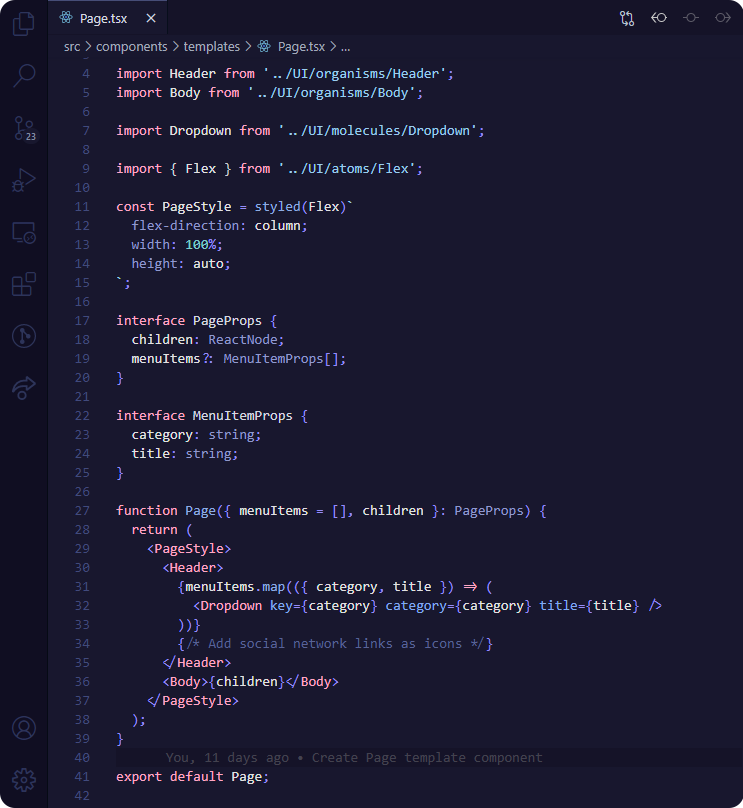 Page.tsx
src > components > templates > Page.tsx > ...
23
4 import Header from '../UI/organisms/Header';
5 import Body from '../UI/organisms/Body';
6
7 import Dropdown from '../UI/molecules/Dropdown';
8
9 import { Flex } from '../UI/atoms/Flex';
10
11 const PageStyle = styled(Flex)`
12   flex-direction: column;
13   width: 100%;
14   height: auto;
15 `;
16
17 interface PageProps {
18   children: ReactNode;
19   menuItems?: MenuItemProps[];
20 }
21
22 interface MenuItemProps {
23   category: string;
24   title: string;
25 }
26
27 function Page({ menuItems = [], children }: PageProps) {
28   return (
29     <PageStyle>
30       <Header>
31         {menuItems.map(({ category, title }) => (
32           <Dropdown key={category} category={category} title={title} />
33         ))}
34         {/* Add social network links as icons */}
35       </Header>
36       <Body>{children}</Body>
37     </PageStyle>
38   );
39 }
40 You, 11 days ago • Create Page template component
41 export default Page;
42